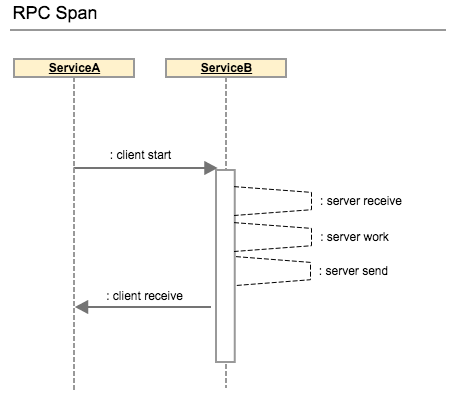 RPC Span
ServiceA
ServiceB
: client start
: server receive
: server work
: server send
: client receive